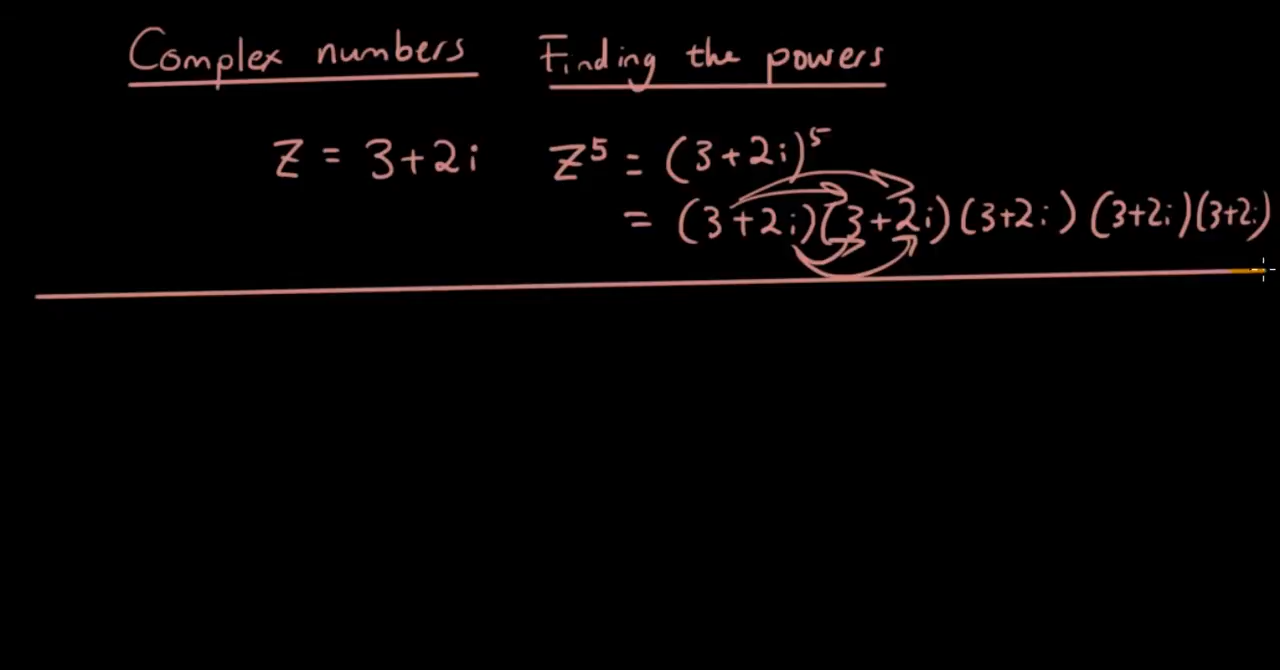 Complex numbers Finding the powers
Z = 3+2i Z⁵ = (3+2i)⁵
= (3+2i)(3+2i)(3+2i)(3+2i)(3+2i)